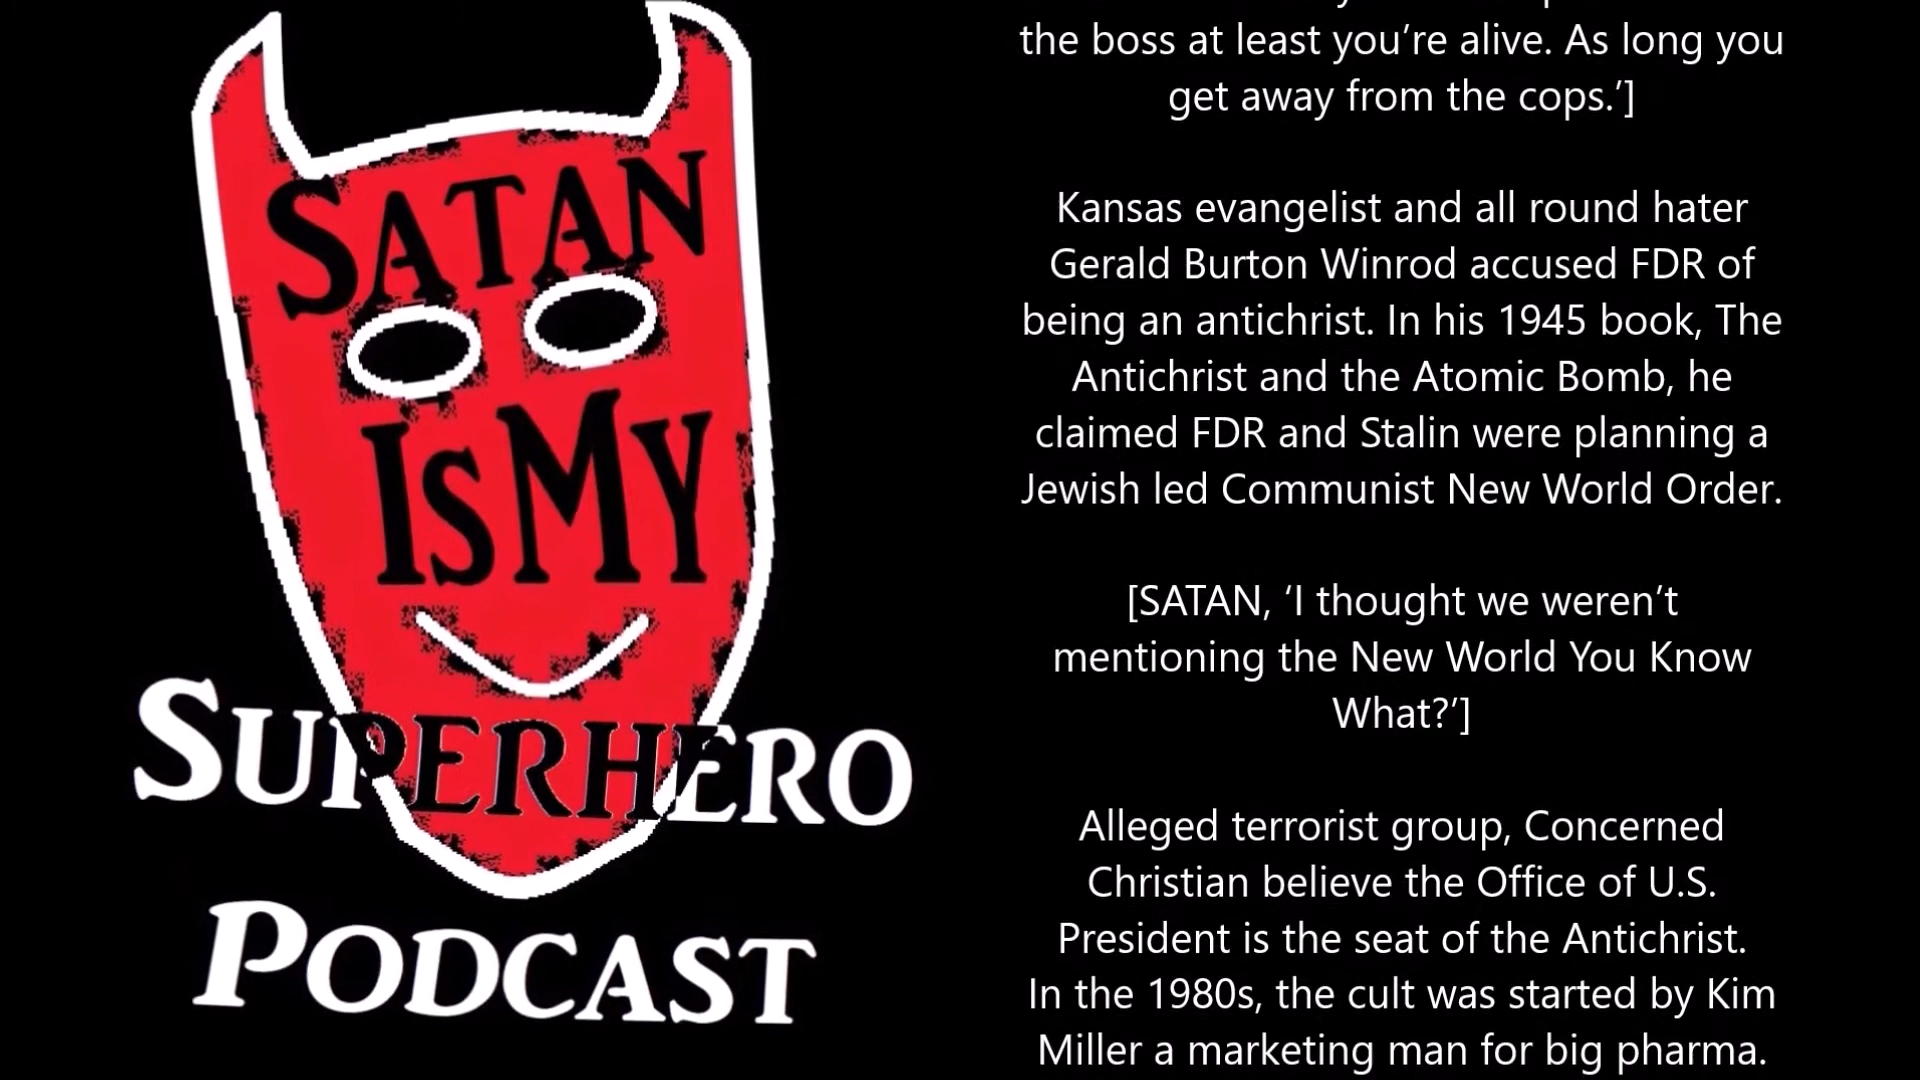 SATAN
IS MY
SUPERHERO
PODCAST
the boss at least you’re alive. As long you
get away from the cops.’]
Kansas evangelist and all round hater
Gerald Burton Winrod accused FDR of
being an antichrist. In his 1945 book, The
Antichrist and the Atomic Bomb, he
claimed FDR and Stalin were planning a
Jewish led Communist New World Order.
[SATAN, ‘I thought we weren’t
mentioning the New World You Know
What?’]
Alleged terrorist group, Concerned
Christian believe the Office of U.S.
President is the seat of the Antichrist.
In the 1980s, the cult was started by Kim
Miller a marketing man for big pharma.